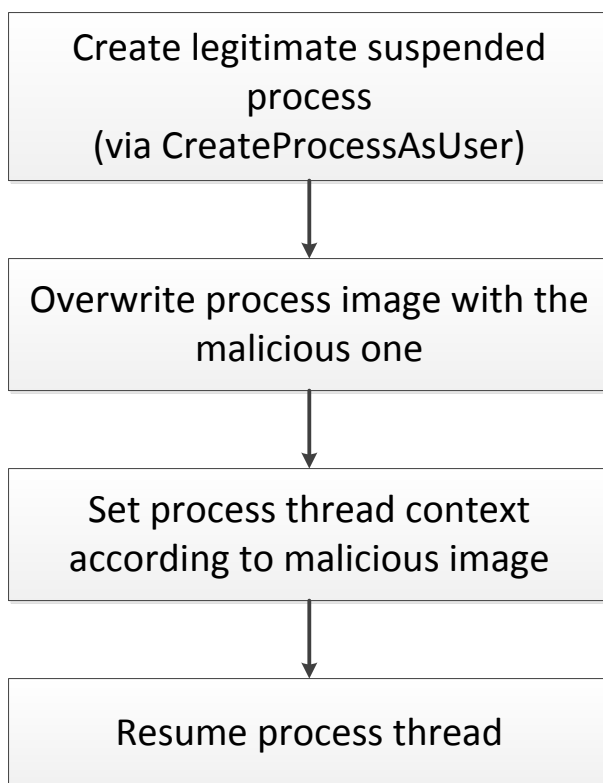 Create legitimate suspended
process
(via CreateProcessAsUser)
Overwrite process image with the
malicious one
Set process thread context
according to malicious image
Resume process thread